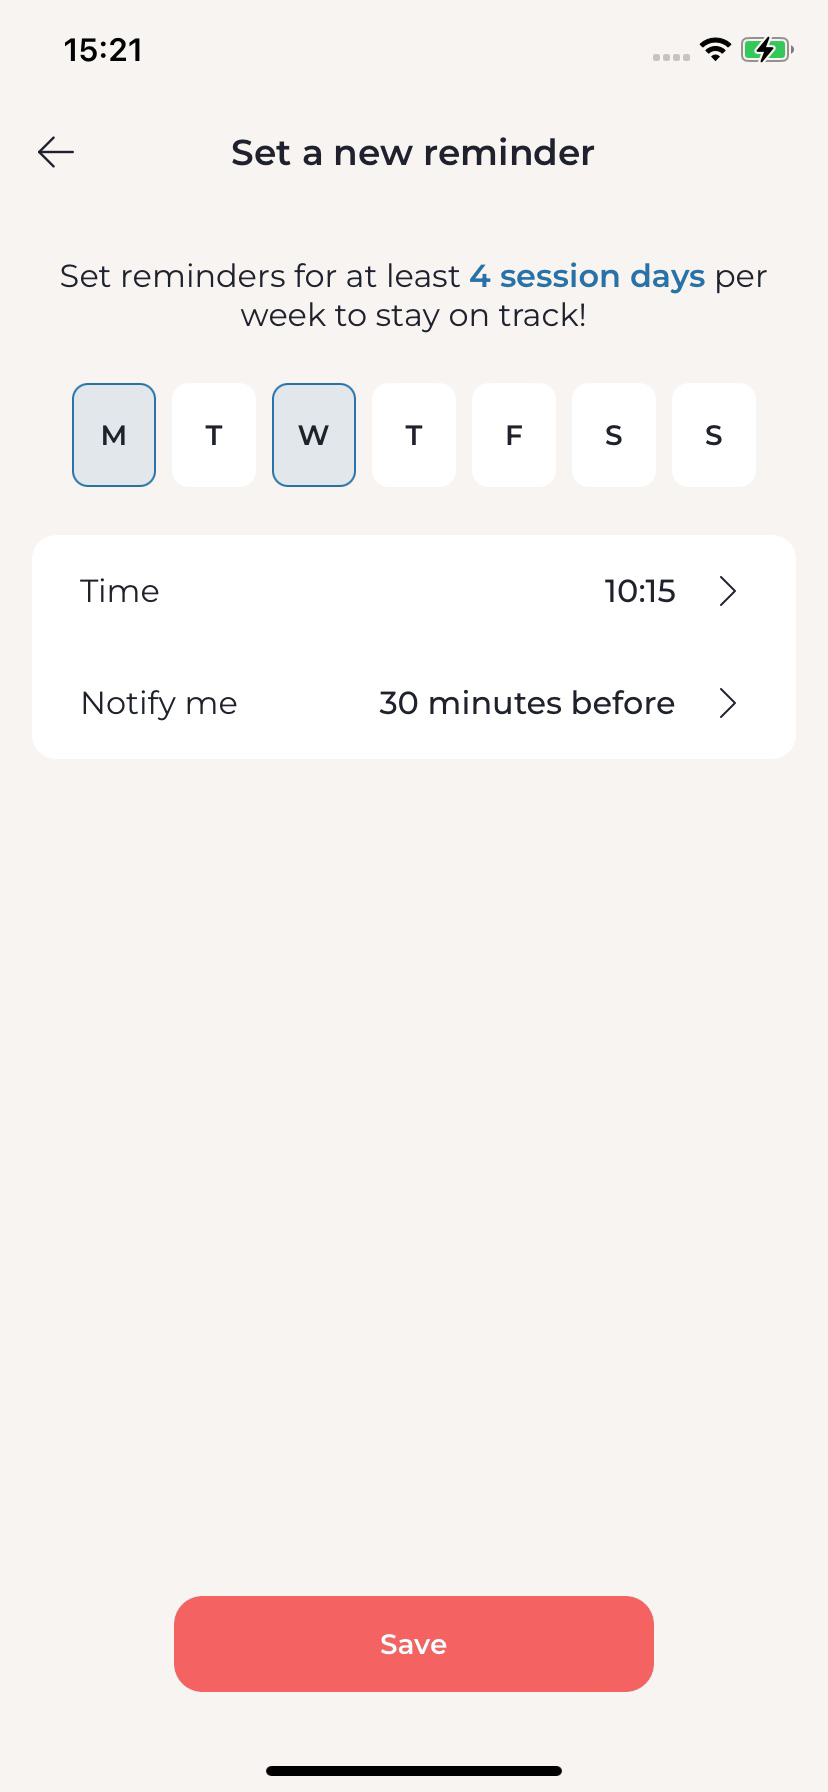 15:21
Set a new reminder
Set reminders for at least 4 session days per
week to stay on track!
M T W T F S S
Time 10:15
Notify me 30 minutes before
Save